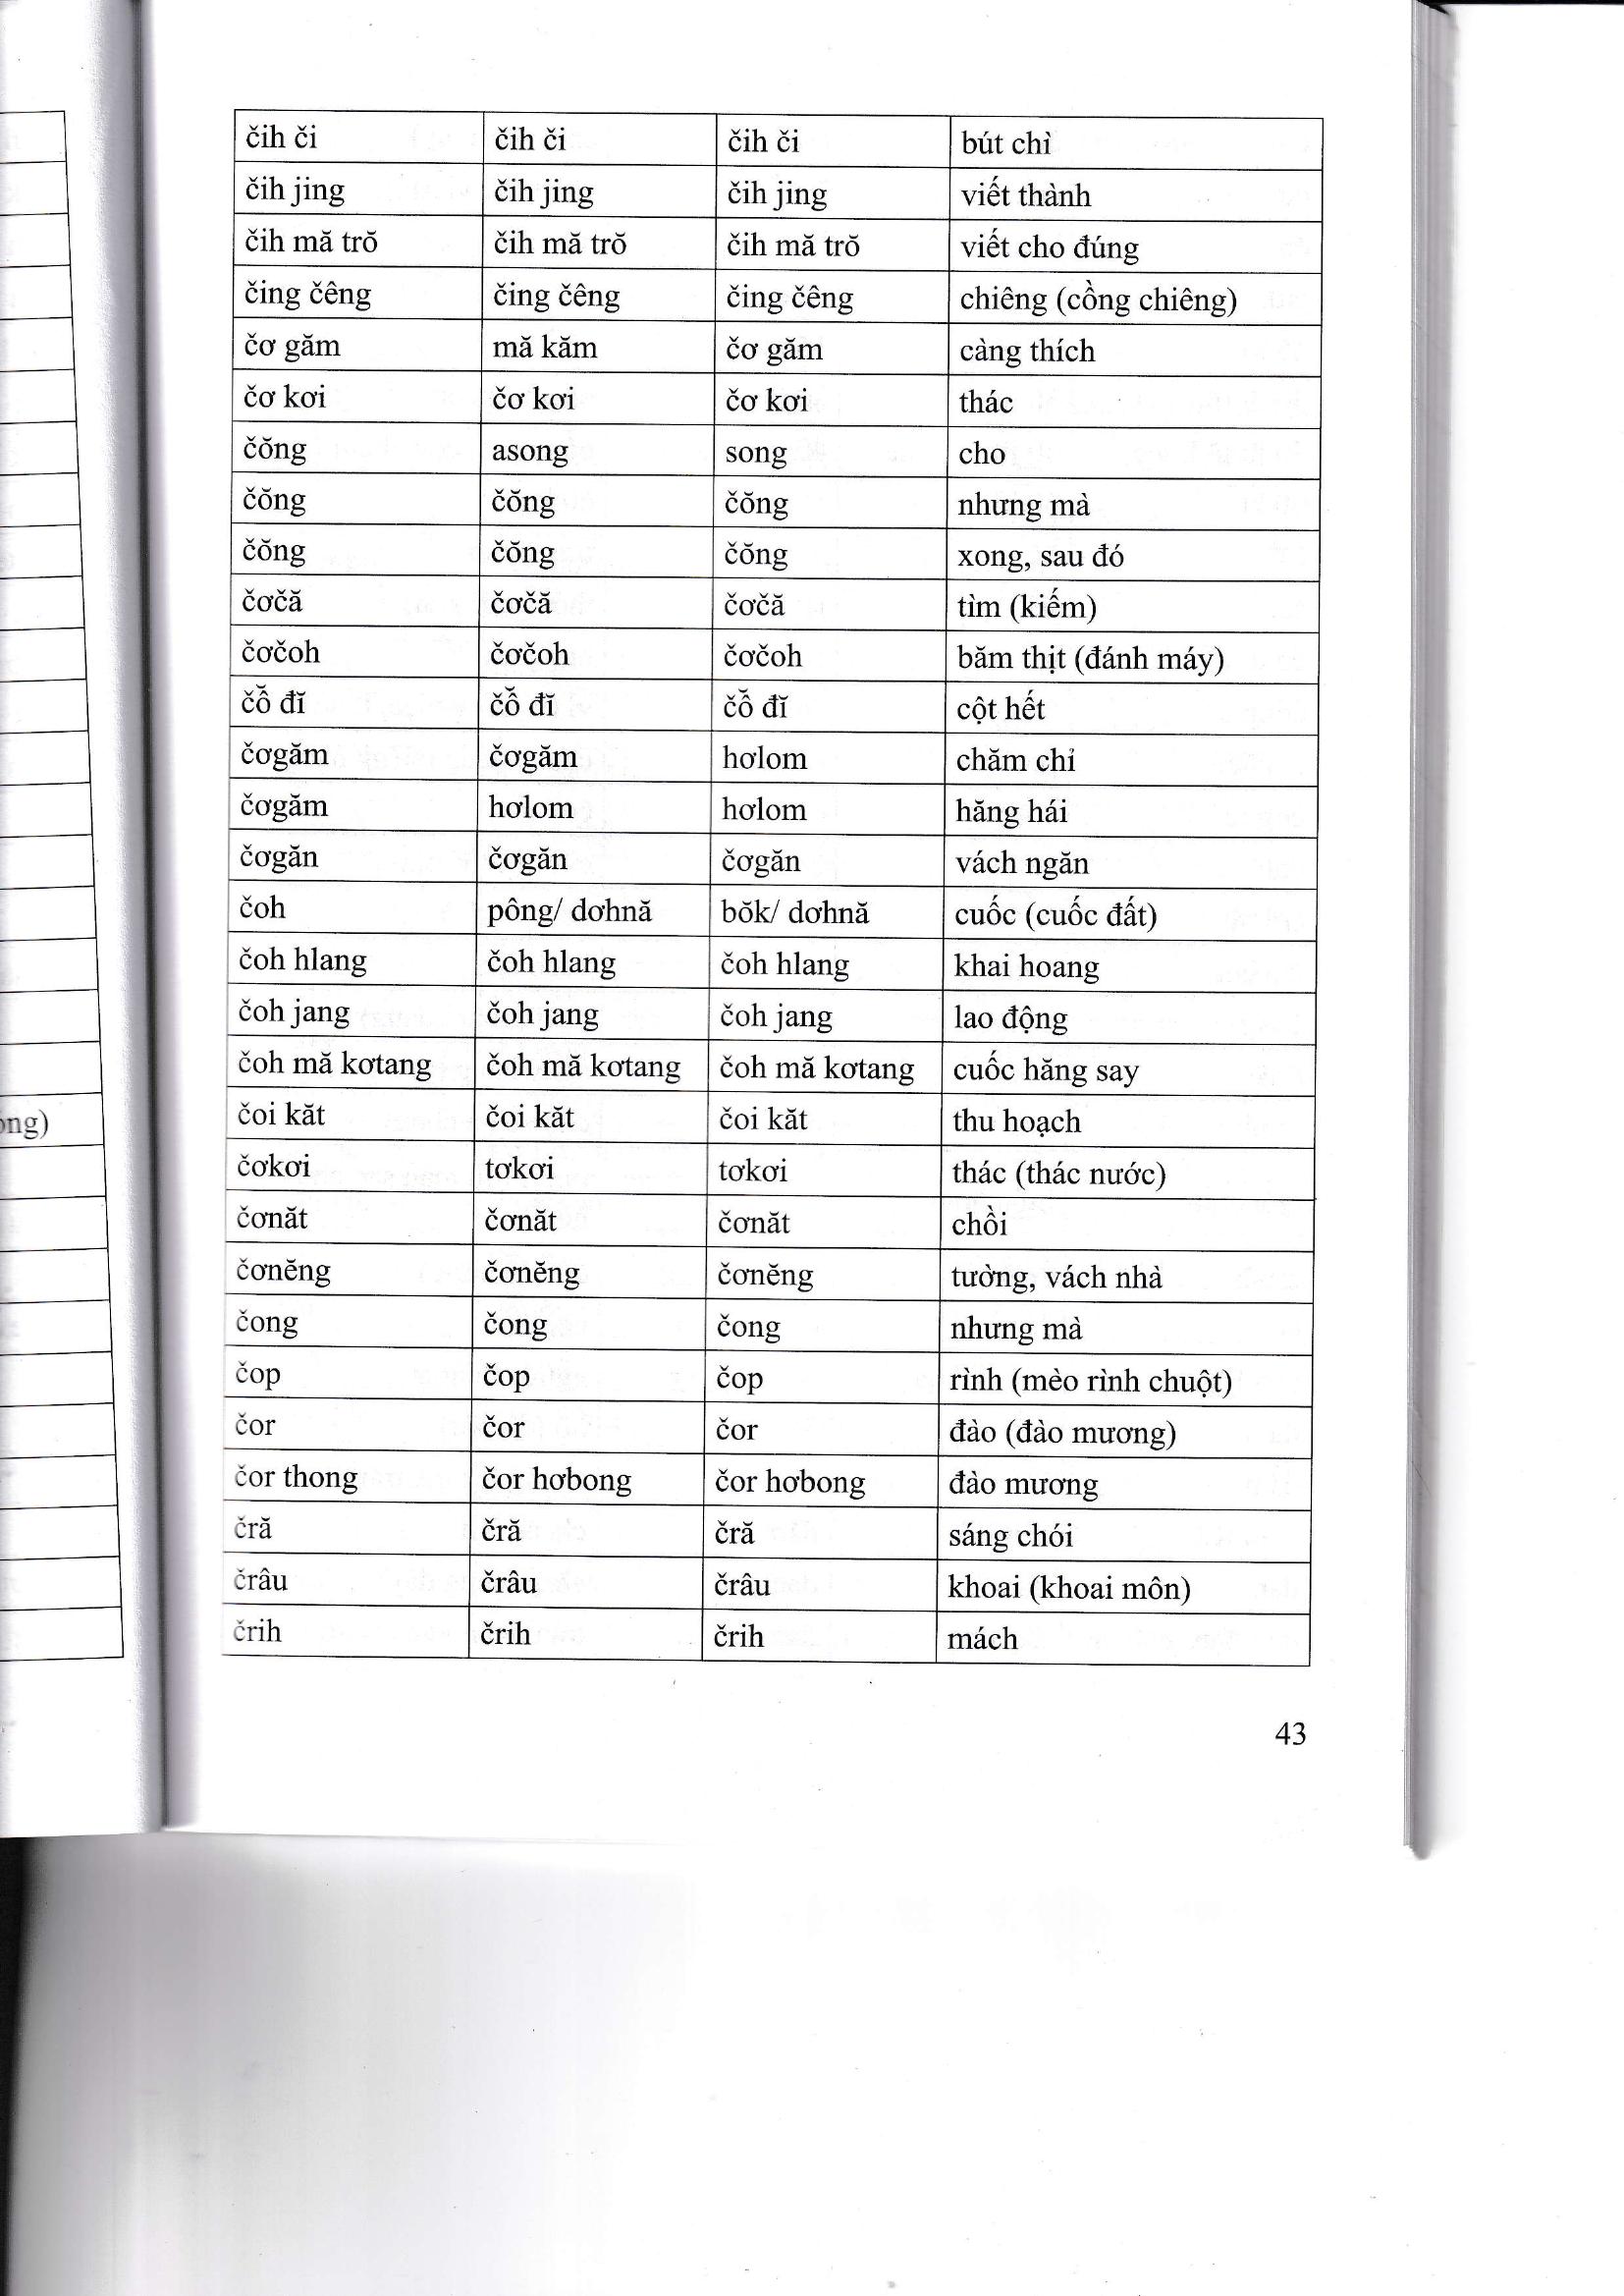 čih či čih či čih či bút chì
čih jing čih jing čih jing viết thành
čih mă trŏ čih mă trŏ čih mă trŏ viết cho đúng
čing čêng čing čêng čing čêng chiêng (cồng chiêng)
čơ găm mă kăm čơ găm càng thích
čơ kơi čơ kơi čơ kơi thác
čŏng asong song cho
čŏng čŏng čŏng nhưng mà
čŏng čŏng čŏng xong, sau đó
čơčă čơčă čơčă tìm (kiếm)
čơčoh čơčoh čơčoh băm thịt (đánh máy)
čô̆ đĭ čô̆ đĭ čô̆ đĭ cột hết
čơgăm čơgăm hơlom chăm chỉ
čơgăm hơlom hơlom hăng hái
čơgăn čơgăn čơgăn vách ngăn
čoh pông/ dơhnă bŏk/ dơhnă cuốc (cuốc đất)
čoh hlang čoh hlang čoh hlang khai hoang
čoh jang čoh jang čoh jang lao động
čoh mă kơtang čoh mă kơtang čoh mă kơtang cuốc hăng say
ong)
čoi kăt čoi kăt čoi kăt thu hoạch
čơkơi tơkơi tơkơi thác (thác nước)
čơnăt čơnăt čơnăt chồi
čơnĕng čơnĕng čơnĕng tường, vách nhà
čong čong čong nhưng mà
čop čop čop rình (mèo rình chuột)
čor čor čor đào (đào mương)
čor thong čor hơbong čor hơbong đào mương
čră čră čră sáng chói
črâu črâu črâu khoai (khoai môn)
črih črih črih mách
43